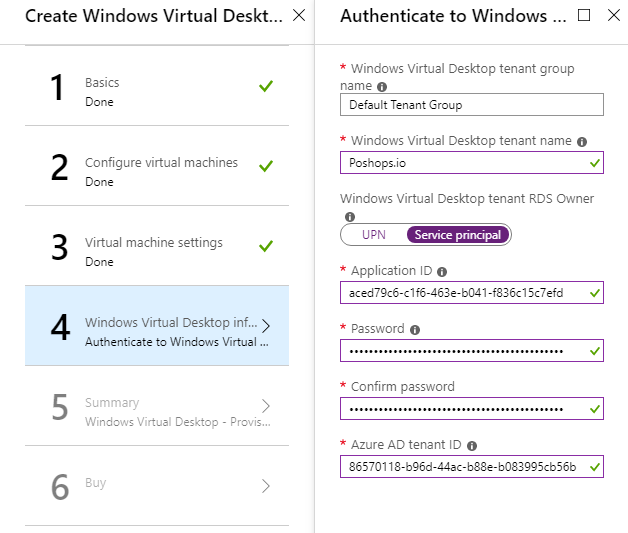 Create Windows Virtual Deskt...
1
Basics
Done
2
Configure virtual machines
Done
3
Virtual machine settings
Done
4
Windows Virtual Desktop inf...
Authenticate to Windows Virtual ...
5
Summary
Windows Virtual Desktop - Provis...
6
Buy
Authenticate to Windows ...
* Windows Virtual Desktop tenant group
name
Default Tenant Group
* Windows Virtual Desktop tenant name
Poshops.io
Windows Virtual Desktop tenant RDS Owner
UPN Service principal
* Application ID
aced79c6-c1f6-463e-b041-f836c15c7efd
* Password
* Confirm password
* Azure AD tenant ID
86570118-b96d-44ac-b88e-b083995cb56b